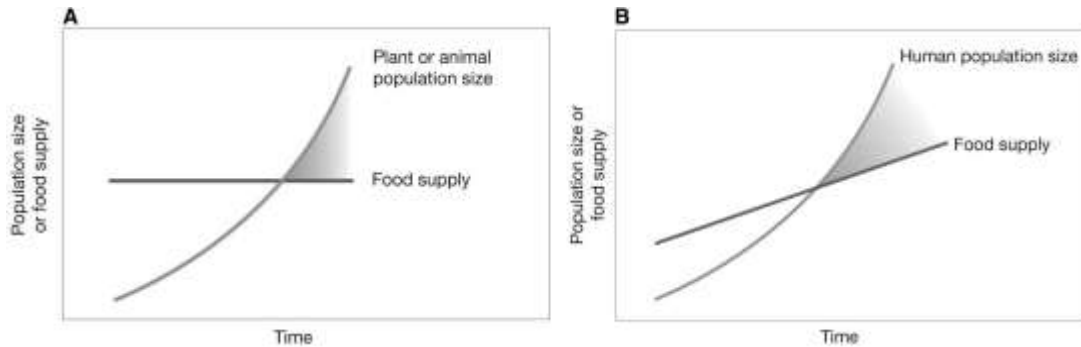 A
Plant or animal
population size
Food supply
Population size
or food supply
Time
B
Human population size
Food supply
Population size or
food supply
Time